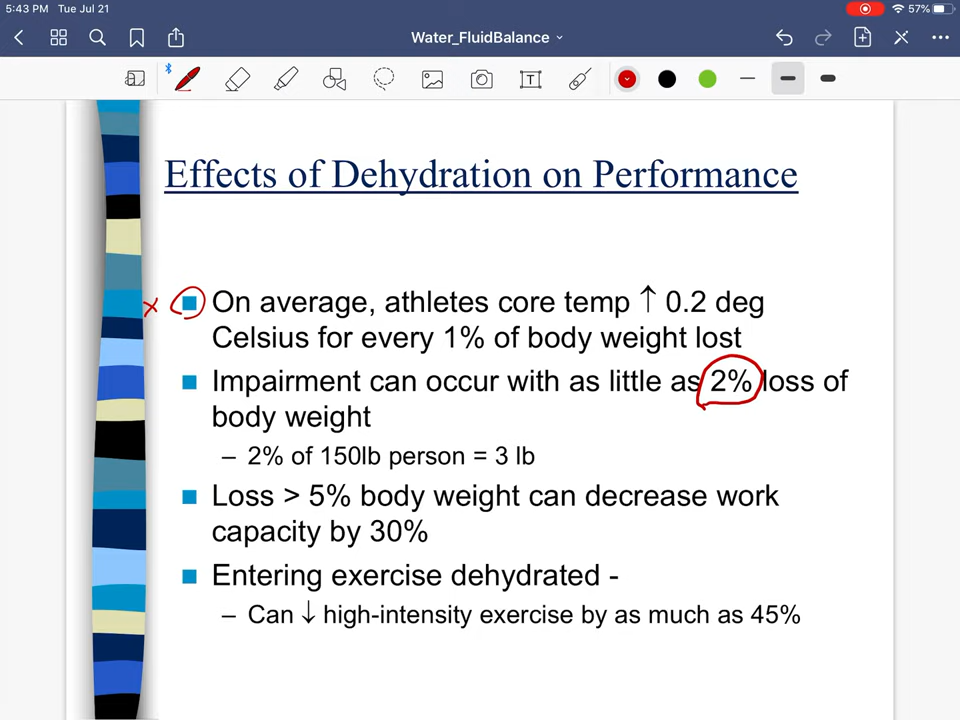 5:43 PM Tue Jul 21
57%
Water_FluidBalance
T
Effects of Dehydration on Performance
x
On average, athletes core temp ↑ 0.2 deg
Celsius for every 1% of body weight lost
Impairment can occur with as little as 2% loss of
body weight
– 2% of 150lb person = 3 lb
Loss > 5% body weight can decrease work
capacity by 30%
Entering exercise dehydrated -
– Can ↓ high-intensity exercise by as much as 45%